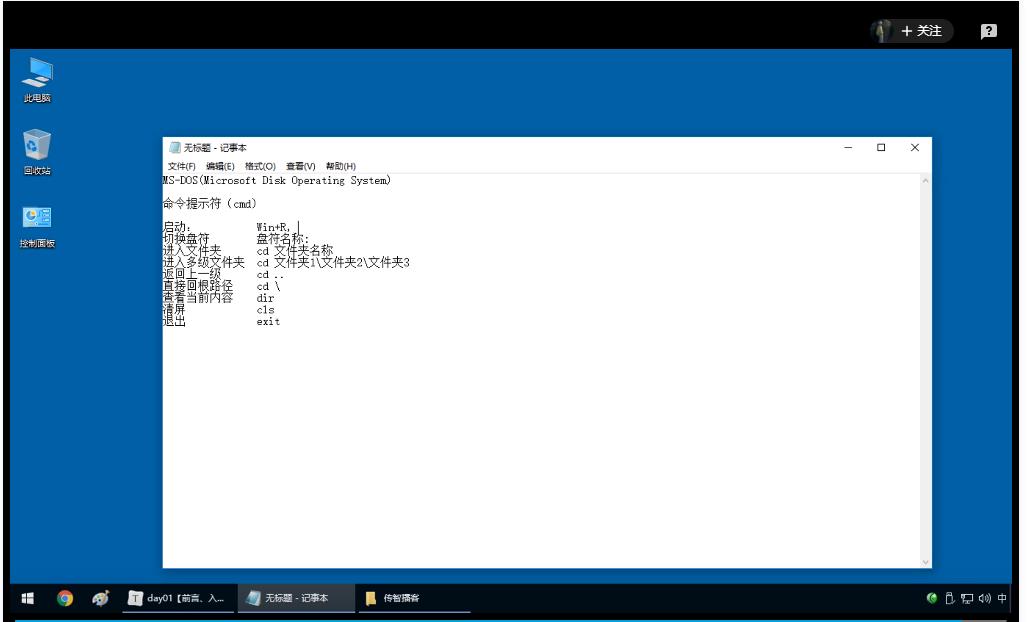 + 关注
?
此电脑
回收站
控制面板
无标题 - 记事本
文件(F) 编辑(E) 格式(O) 查看(V) 帮助(H)
MS-DOS(Microsoft Disk Operating System)
命令提示符（cmd）
启动： Win+R,
切换盘符 盘符名称:
进入文件夹 cd 文件夹名称
进入多级文件夹 cd 文件夹1\文件夹2\文件夹3
返回上一级 cd ..
直接回根路径 cd \
查看当前内容 dir
清屏 cls
退出 exit
T day01【前言、入... 无标题 - 记事本 传智播客 中